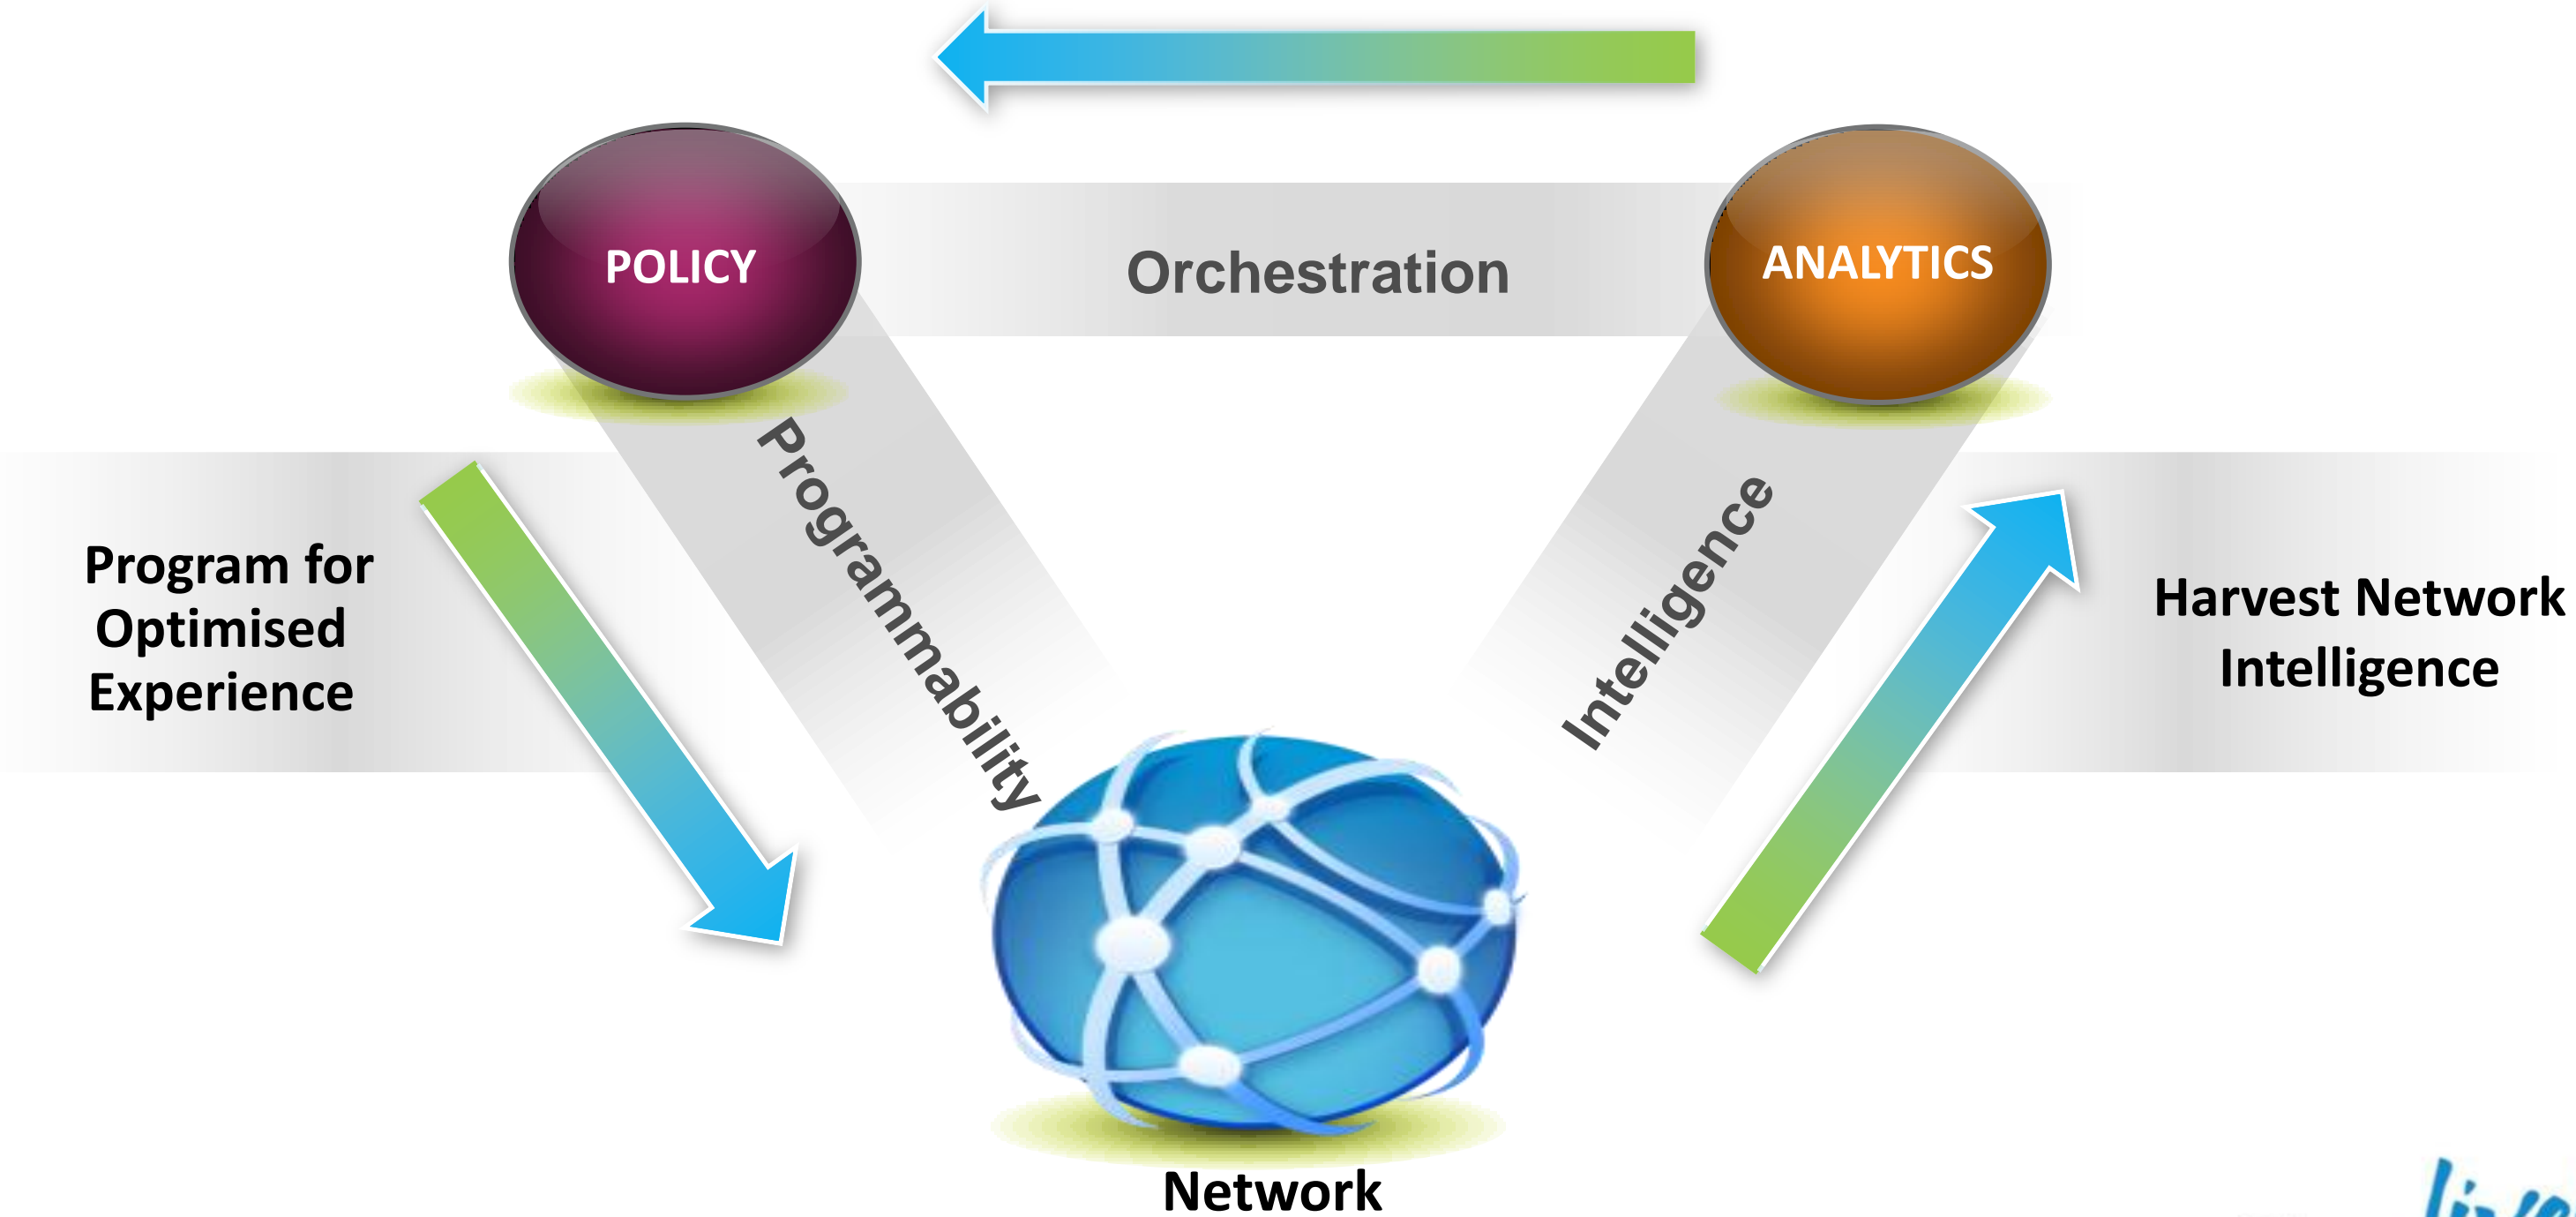 POLICY
Orchestration
ANALYTICS
Programmability
Intelligence
Program for
Optimised
Experience
Harvest Network
Intelligence
Network